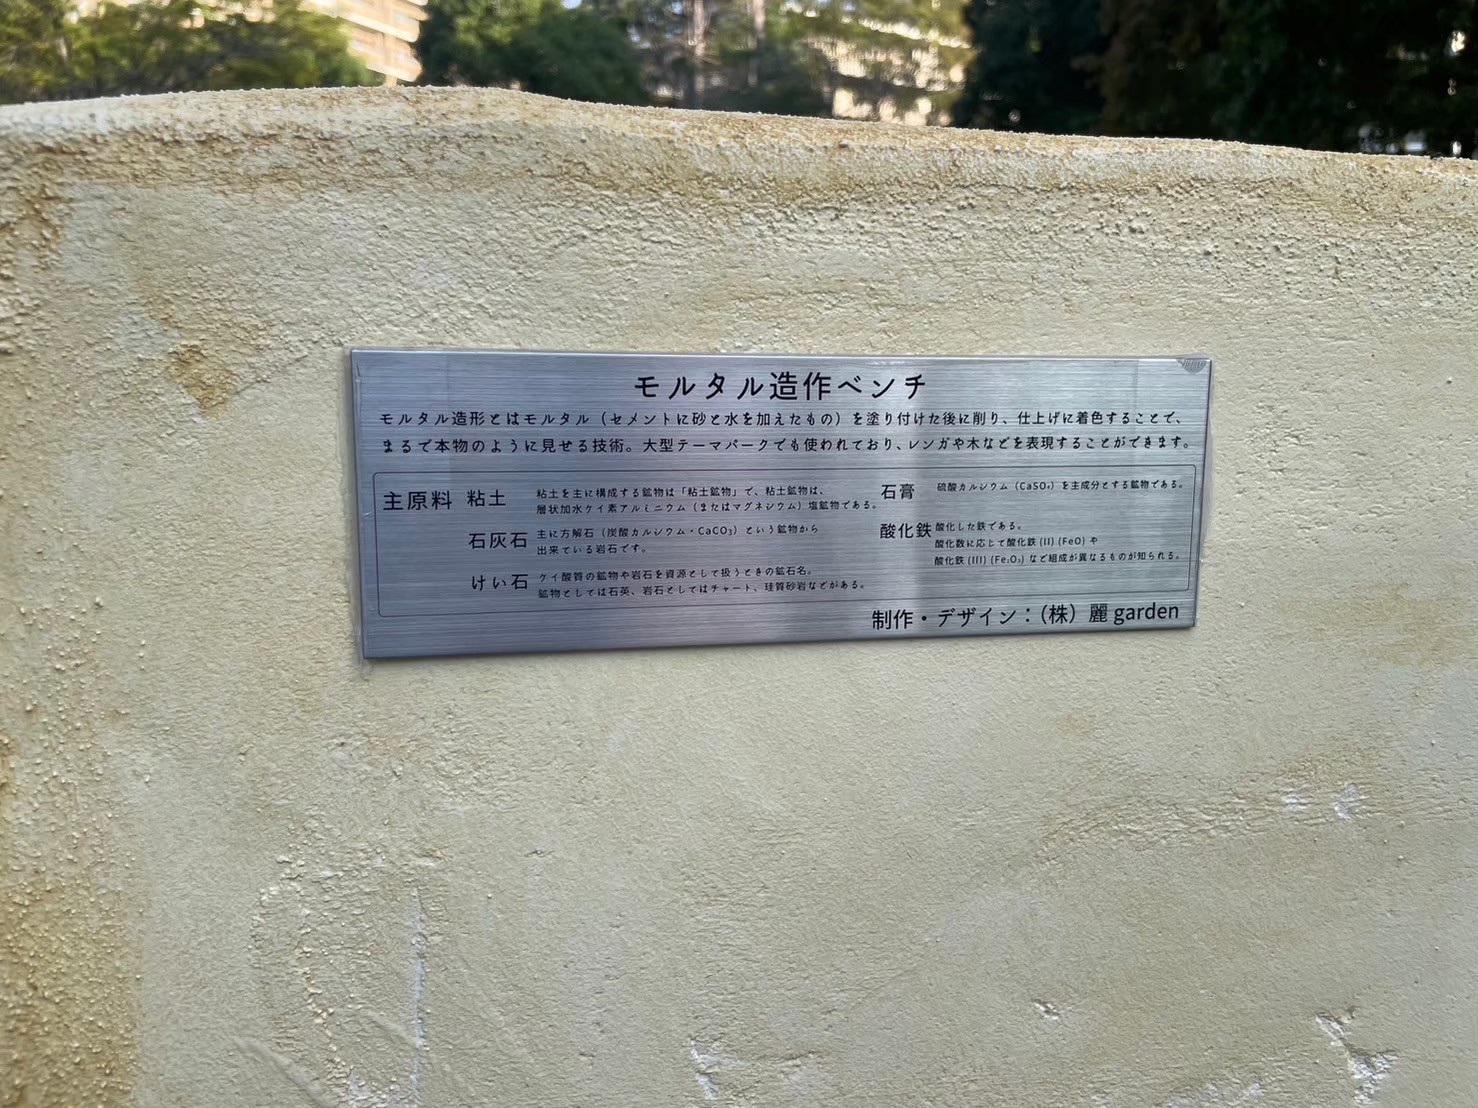 モルタル造作ベンチ
モルタル造形とはモルタル（セメントに砂と水を加えたもの）を塗り付けた後に削り、仕上げに着色することで、
まるで本物のように見せる技術。大型テーマパークでも使われており、レンガや木などを表現することができます。
主原料 粘土 粘土を主に構成する鉱物は「粘土鉱物」で、粘土鉱物は、
層状加水ケイ素アルミニウム（またはマグネシウム）塩鉱物である。
石灰石 主に方解石（炭酸カルシウム・CaCO₃）という鉱物から
出来ている岩石です。
けい石 ケイ酸質の鉱物や岩石を資源として扱うときの鉱石名。
鉱物としては石英、岩石としてはチャート、珪質砂岩などがある。
石膏 硫酸カルシウム（CaSO₄）を主成分とする鉱物である。
酸化鉄 酸化した鉄である。
酸化数に応じて酸化鉄 (II) (FeO) や
酸化鉄 (III) (Fe₂O₃) など組成が異なるものが知られる。
制作・デザイン：（株）麗 garden